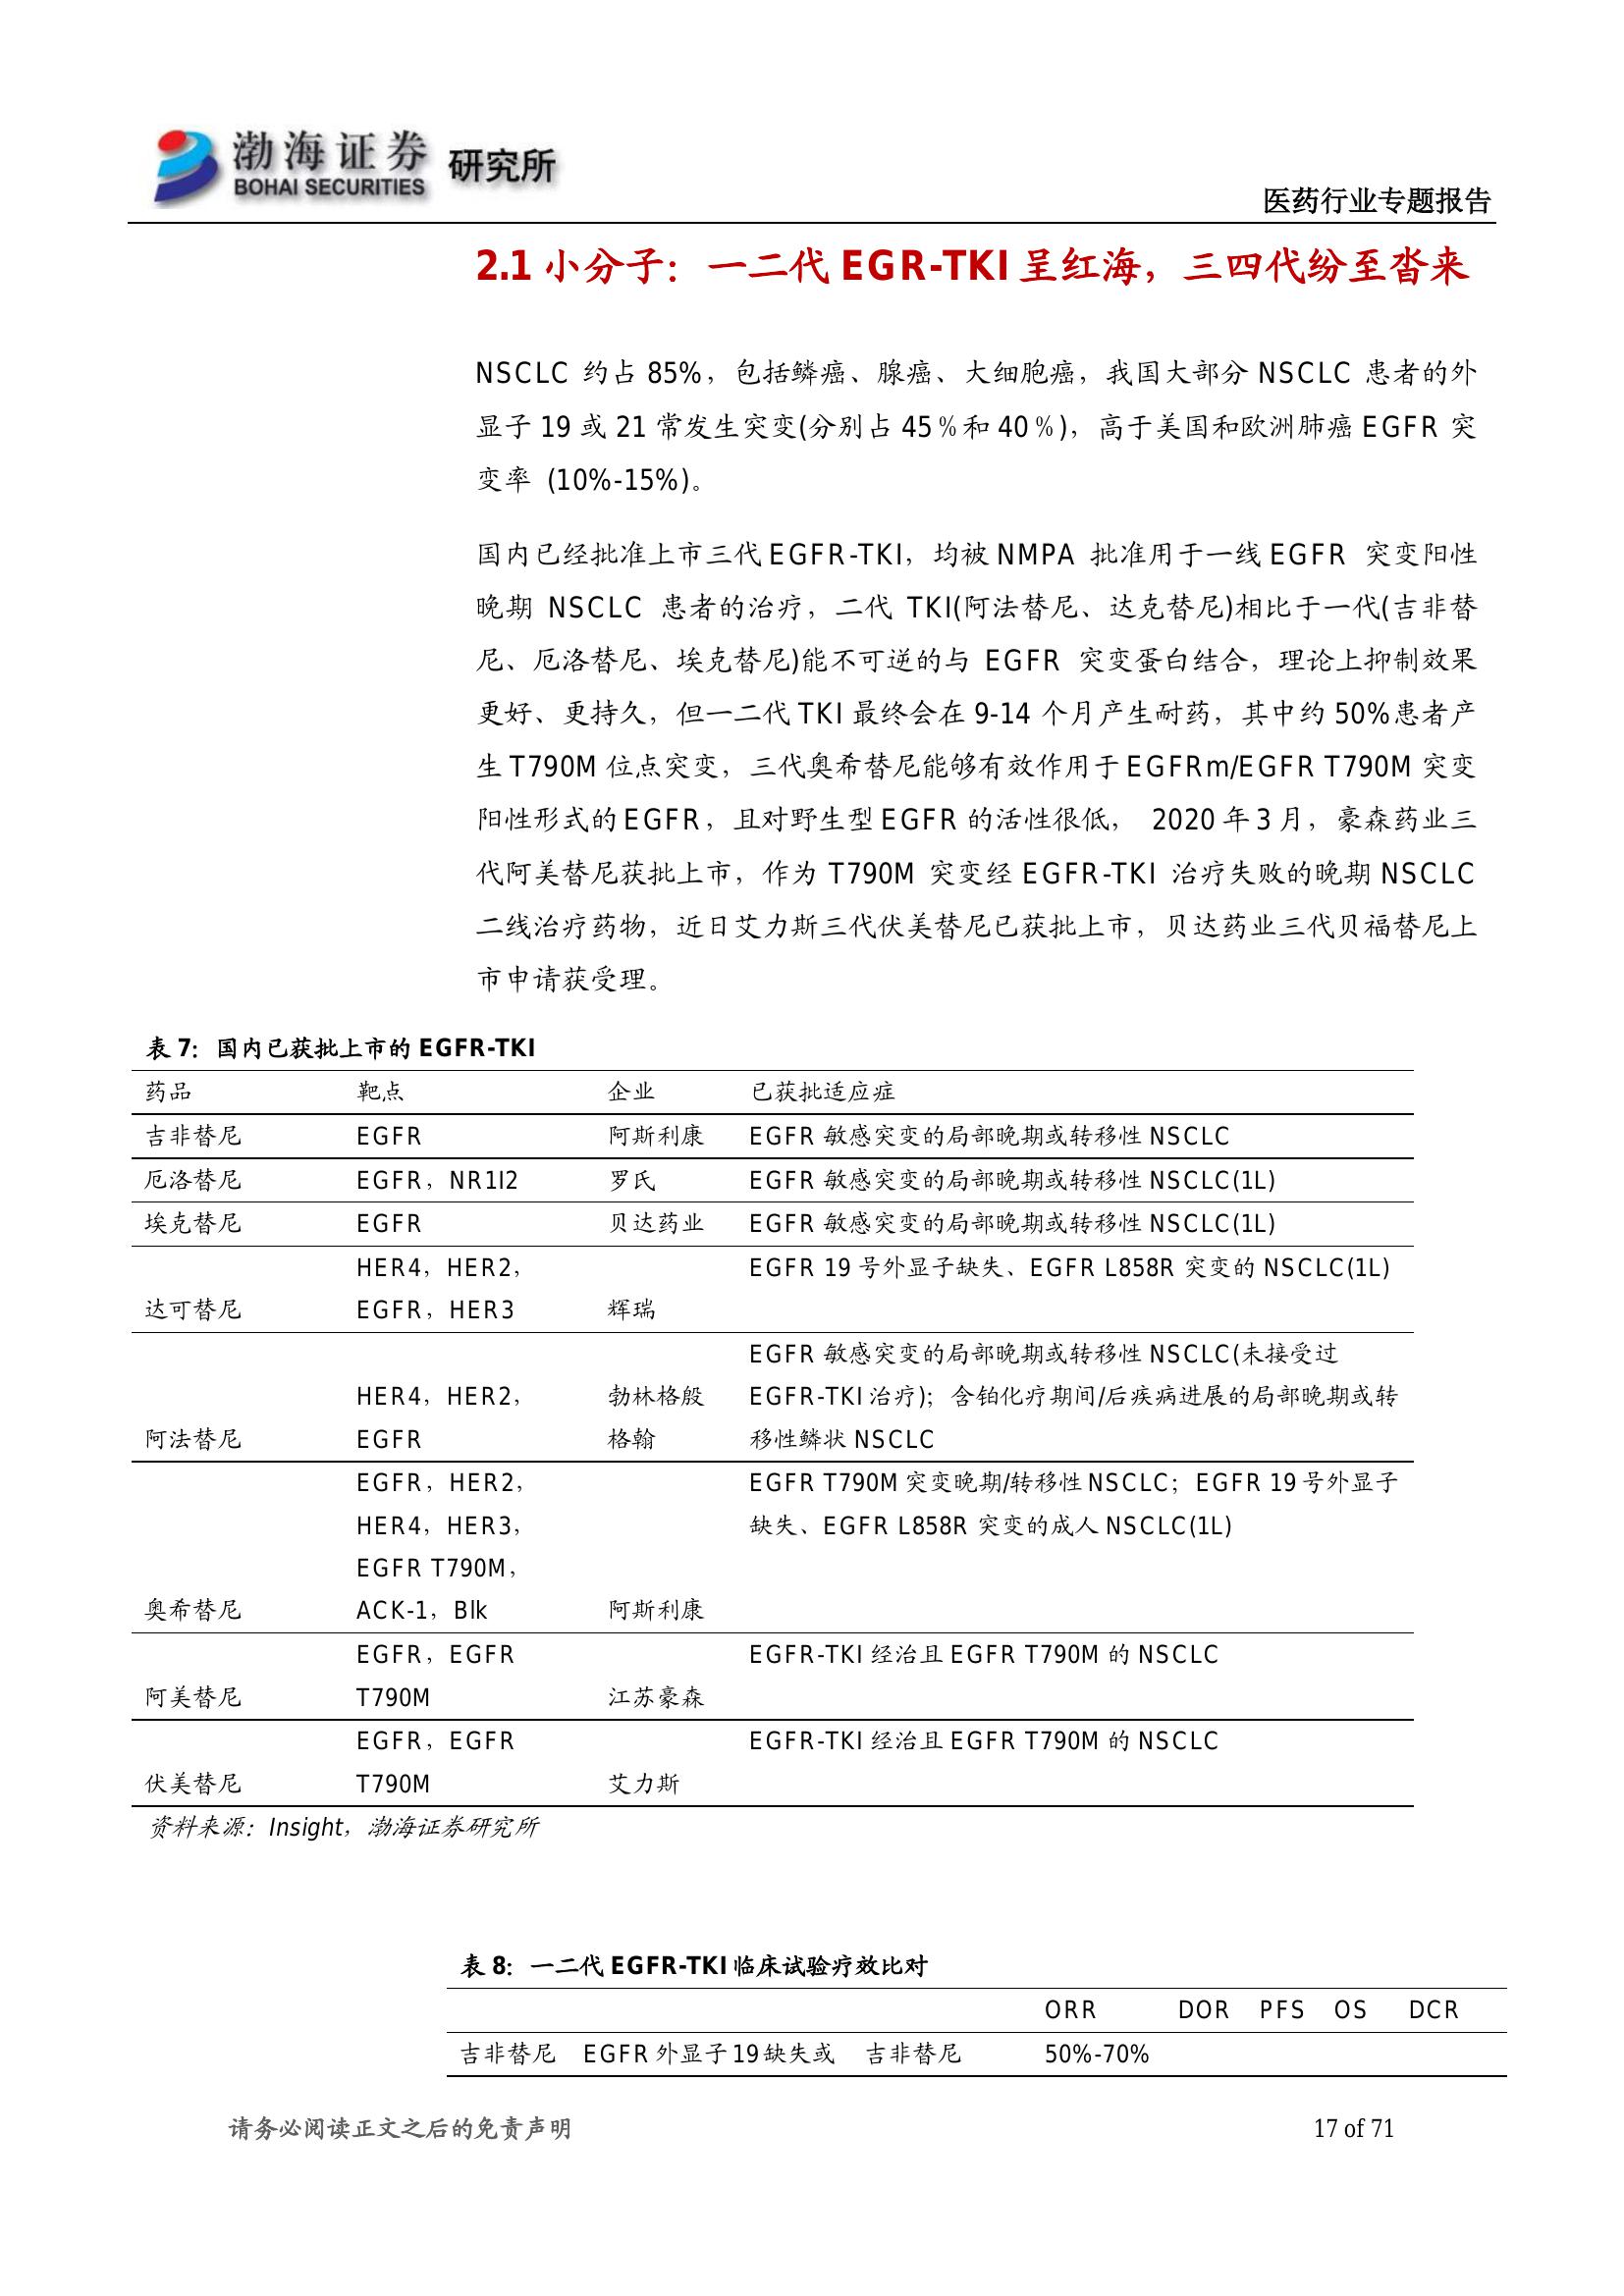 渤海证券 研究所
BOHAI SECURITIES
医药行业专题报告
2.1 小分子：一二代 EGR-TKI 呈红海，三四代纷至沓来
NSCLC 约占 85%，包括鳞癌、腺癌、大细胞癌，我国大部分 NSCLC 患者的外
显子 19 或 21 常发生突变(分别占 45％和 40％)，高于美国和欧洲肺癌 EGFR 突
变率 (10%-15%)。
国内已经批准上市三代 EGFR-TKI，均被 NMPA 批准用于一线 EGFR 突变阳性
晚期 NSCLC 患者的治疗，二代 TKI(阿法替尼、达克替尼)相比于一代(吉非替
尼、厄洛替尼、埃克替尼)能不可逆的与 EGFR 突变蛋白结合，理论上抑制效果
更好、更持久，但一二代 TKI 最终会在 9-14 个月产生耐药，其中约 50%患者产
生 T790M 位点突变，三代奥希替尼能够有效作用于 EGFRm/EGFR T790M 突变
阳性形式的 EGFR，且对野生型 EGFR 的活性很低， 2020 年 3 月，豪森药业三
代阿美替尼获批上市，作为 T790M 突变经 EGFR-TKI 治疗失败的晚期 NSCLC
二线治疗药物，近日艾力斯三代伏美替尼已获批上市，贝达药业三代贝福替尼上
市申请获受理。
表 7：国内已获批上市的 EGFR-TKI
药品 靶点 企业 已获批适应症
吉非替尼 EGFR 阿斯利康 EGFR 敏感突变的局部晚期或转移性 NSCLC
厄洛替尼 EGFR，NR1I2 罗氏 EGFR 敏感突变的局部晚期或转移性 NSCLC(1L)
埃克替尼 EGFR 贝达药业 EGFR 敏感突变的局部晚期或转移性 NSCLC(1L)
HER4，HER2， EGFR 19 号外显子缺失、EGFR L858R 突变的 NSCLC(1L)
达可替尼 EGFR，HER3 辉瑞
EGFR 敏感突变的局部晚期或转移性 NSCLC(未接受过
HER4，HER2， 勃林格殷 EGFR-TKI 治疗)；含铂化疗期间/后疾病进展的局部晚期或转
阿法替尼 EGFR 格翰 移性鳞状 NSCLC
EGFR，HER2， EGFR T790M 突变晚期/转移性 NSCLC；EGFR 19 号外显子
HER4，HER3， 缺失、EGFR L858R 突变的成人 NSCLC(1L)
EGFR T790M，
奥希替尼 ACK-1，Blk 阿斯利康
EGFR，EGFR EGFR-TKI 经治且 EGFR T790M 的 NSCLC
阿美替尼 T790M 江苏豪森
EGFR，EGFR EGFR-TKI 经治且 EGFR T790M 的 NSCLC
伏美替尼 T790M 艾力斯
资料来源：Insight，渤海证券研究所
表 8：一二代 EGFR-TKI 临床试验疗效比对
ORR DOR PFS OS DCR
吉非替尼 EGFR 外显子 19 缺失或 吉非替尼 50%-70%
请务必阅读正文之后的免责声明 17 of 71